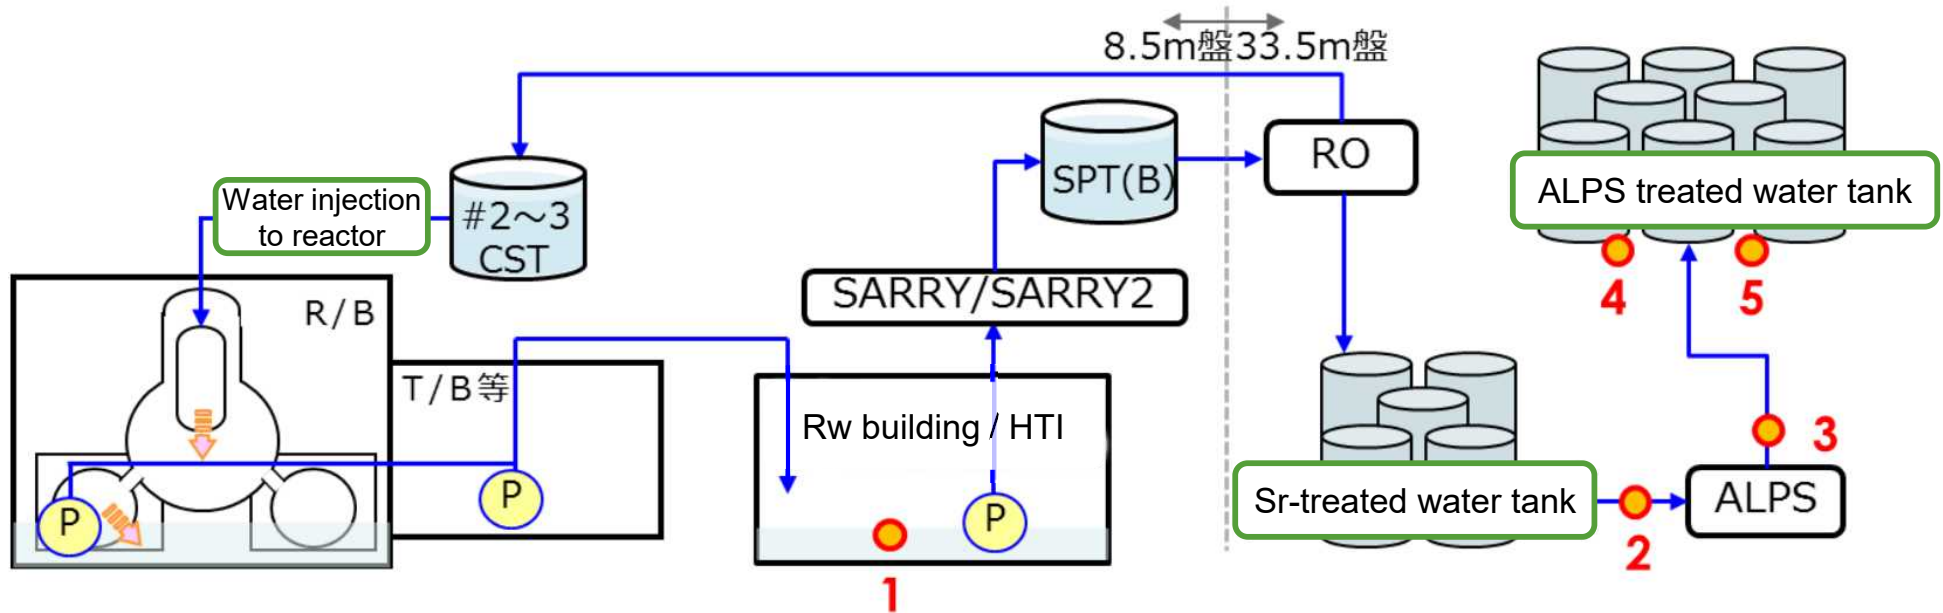 8.5m盤33.5m盤
Water injection
to reactor
#2～3
CST
SPT(B)
RO
ALPS treated water tank
4
5
R/B
SARRY/SARRY2
T/B等
Rw building / HTI
P
P
P
1
Sr-treated water tank
2
ALPS
3